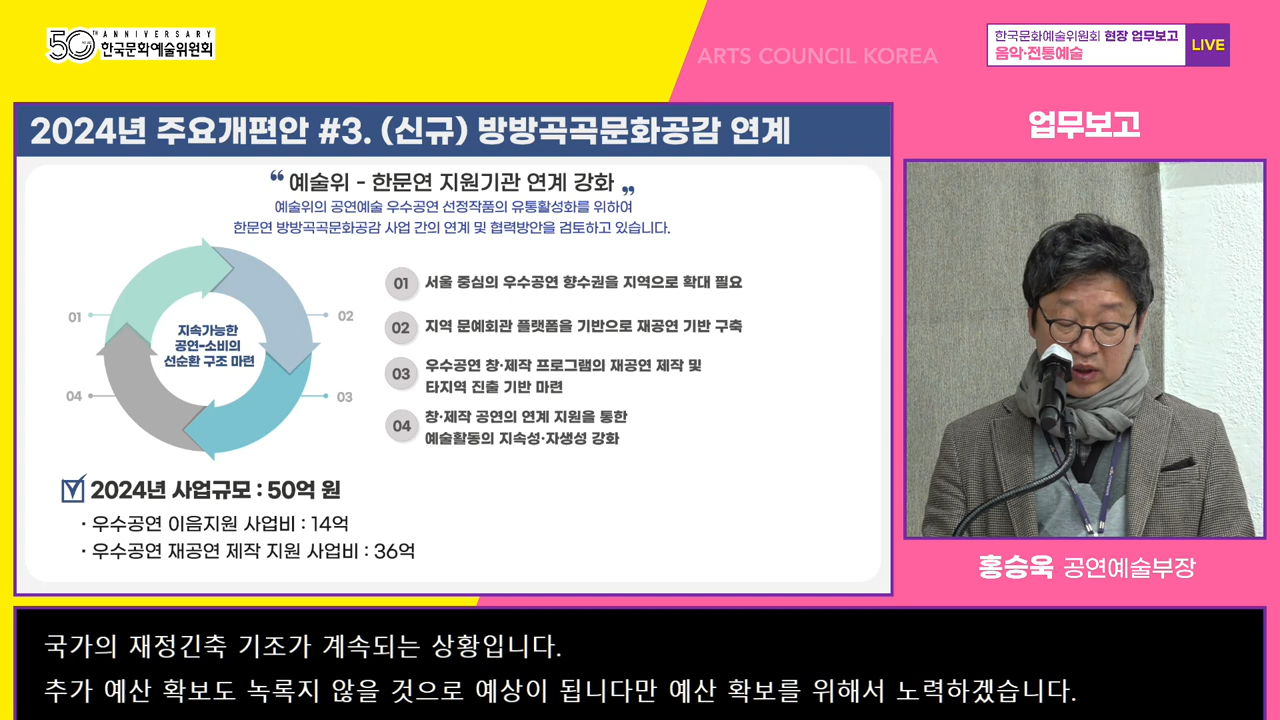 50TH ANNIVERSARY
한국문화예술위원회
ARTS COUNCIL KOREA
한국문화예술위원회 현장 업무보고
음악·전통예술
LIVE
2024년 주요개편안 #3. (신규) 방방곡곡문화공감 연계
업무보고
❝ 예술위 - 한문연 지원기관 연계 강화 ❞
예술위의 공연예술 우수공연 선정작품의 유통활성화를 위하여
한문연 방방곡곡문화공감 사업 간의 연계 및 협력방안을 검토하고 있습니다.
01
02
03
04
지속가능한
공연-소비의
선순환 구조 마련
01 서울 중심의 우수공연 향수권을 지역으로 확대 필요
02 지역 문예회관 플랫폼을 기반으로 재공연 기반 구축
03 우수공연 창·제작 프로그램의 재공연 제작 및
타지역 진출 기반 마련
04 창·제작 공연의 연계 지원을 통한
예술활동의 지속성·자생성 강화
2024년 사업규모 : 50억 원
· 우수공연 이음지원 사업비 : 14억
· 우수공연 재공연 제작 지원 사업비 : 36억
홍승욱 공연예술부장
국가의 재정긴축 기조가 계속되는 상황입니다.
추가 예산 확보도 녹록지 않을 것으로 예상이 됩니다만 예산 확보를 위해서 노력하겠습니다.